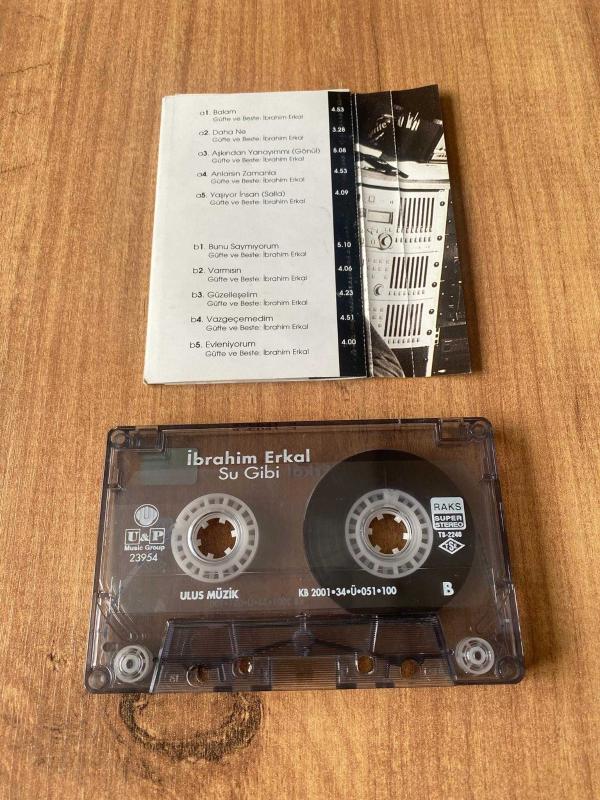 a1. Balam 4.53
Güfte ve Beste: İbrahim Erkal
a2. Daha Ne 3.28
Güfte ve Beste: İbrahim Erkal
a3. Aşkından Yanayımmı (Gönül) 5.08
Güfte ve Beste: İbrahim Erkal
a4. Anlarsın Zamanla 4.53
Güfte ve Beste: İbrahim Erkal
a5. Yaşıyor İnsan (Salla) 4.09
Güfte ve Beste: İbrahim Erkal
b1. Bunu Saymıyorum 5.10
Güfte ve Beste: İbrahim Erkal
b2. Varmısın 4.06
Güfte ve Beste: İbrahim Erkal
b3. Güzelleşelim 4.23
Güfte ve Beste: İbrahim Erkal
b4. Vazgeçemedim 4.51
Güfte ve Beste: İbrahim Erkal
b5. Evleniyorum 4.00
Güfte ve Beste: İbrahim Erkal
İbrahim Erkal
Su Gibi
U&P
Music Group
23954
RAKS
SUPER
STEREO
TS-2240
TSE
ULUS MÜZİK
KB 2001•34•Ü•051•100
B